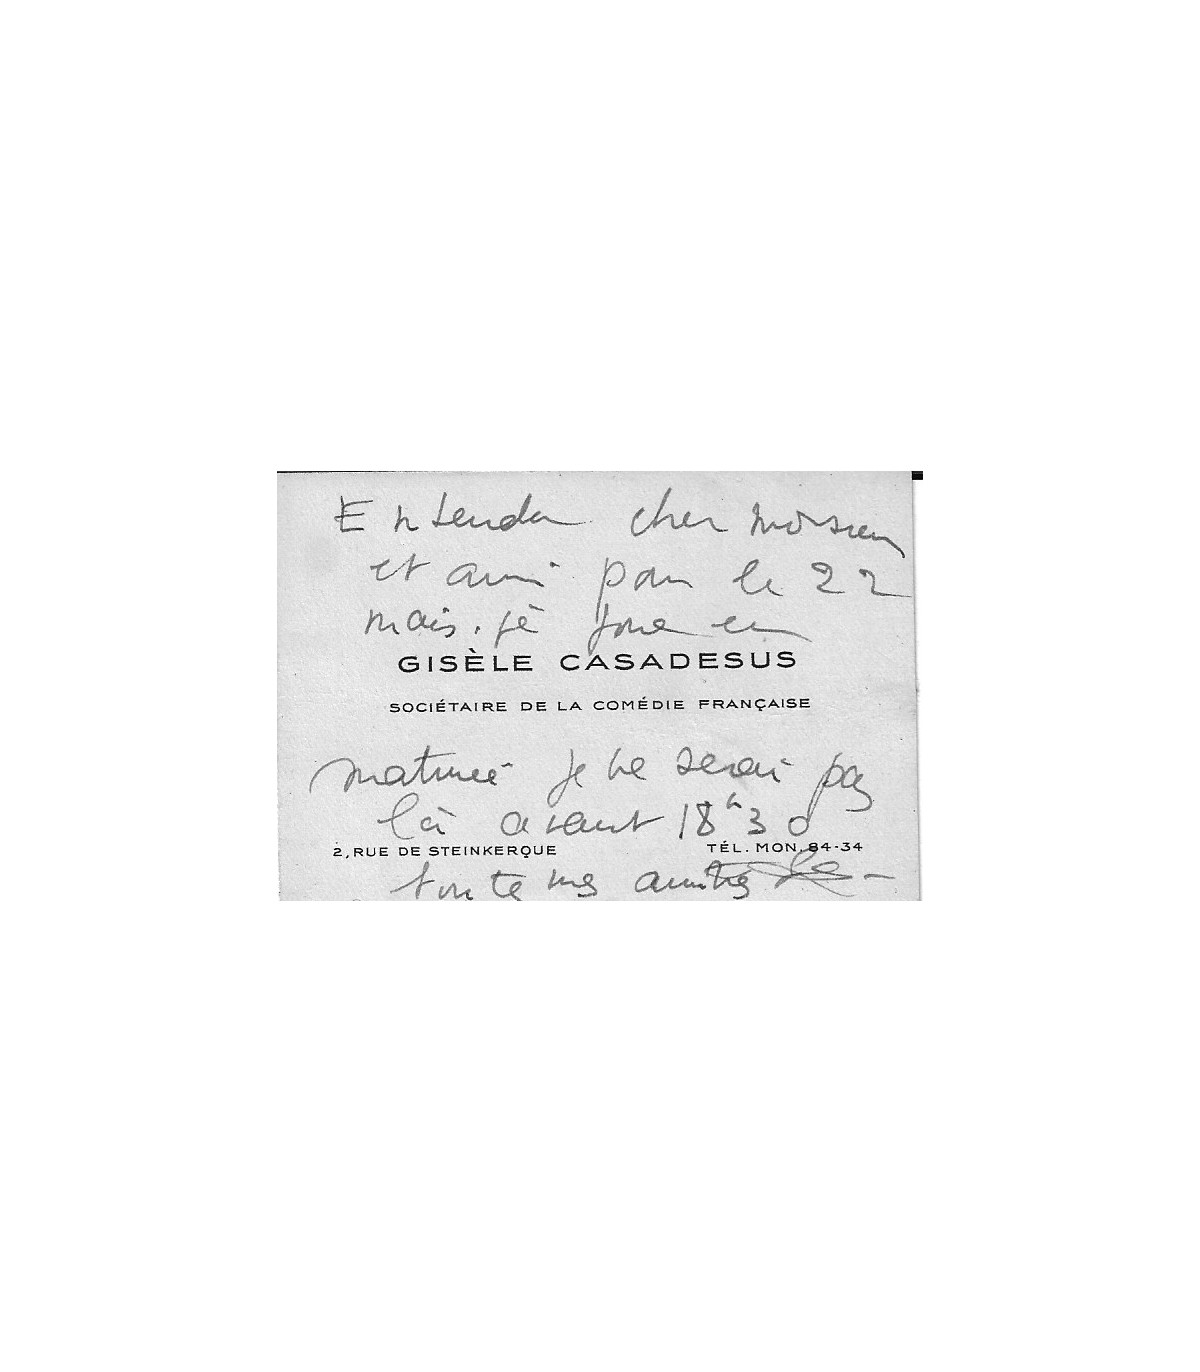 Entendu cher Monsieur
et ami pour le 22
mais je joue en
GISÈLE CASADESUS
SOCIÉTAIRE DE LA COMÉDIE FRANÇAISE
matinée je ne serai pas
là avant 18h30
2, RUE DE STEINKERQUE
TÉL. MON. 84-34
toute mes amitiés